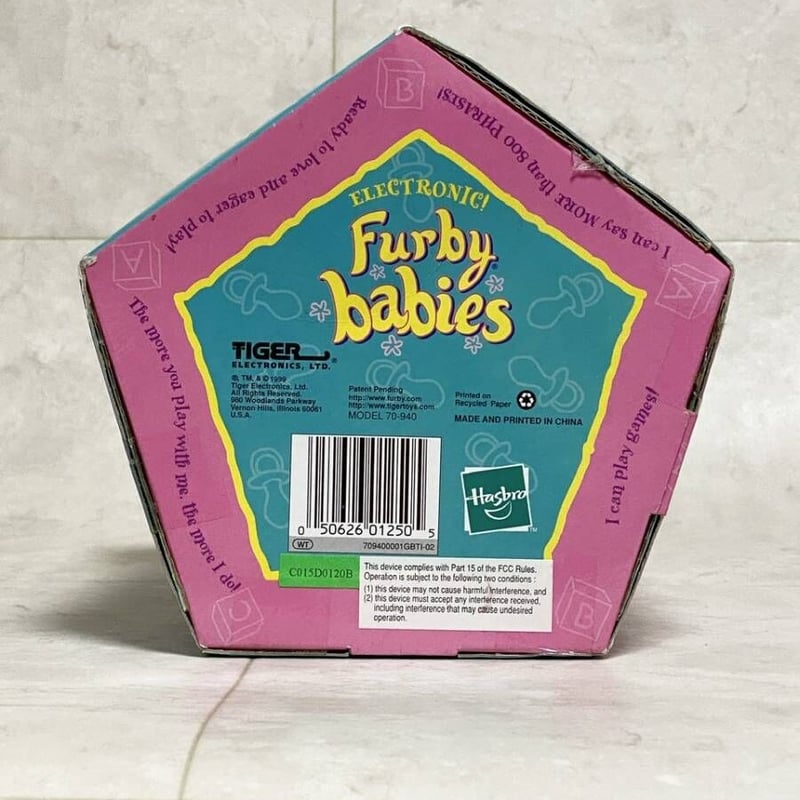 B
Ready to love and eager to play!
I can say MORE than 800 PHRASES!
A
A
ELECTRONIC!
Furby
babies
The more you play with me, the more I do!
I can play games!
TIGER
ELECTRONICS, LTD.
®, TM, & © 1999
Tiger Electronics, Ltd.
All Rights Reserved.
980 Woodlands Parkway
Vernon Hills, Illinois 60061
U.S.A.
Patent Pending
http://www.furby.com
http://www.tigertoys.com
MODEL 70-940
Printed on
Recycled Paper
MADE AND PRINTED IN CHINA
0 50626 01250 5
WT 709400001GBTI-02
Hasbro
TM
C015D0120B
This device complies with Part 15 of the FCC Rules.
Operation is subject to the following two conditions :
(1) this device may not cause harmful interference, and
(2) this device must accept any interference received,
including interference that may cause undesired
operation.
C
B